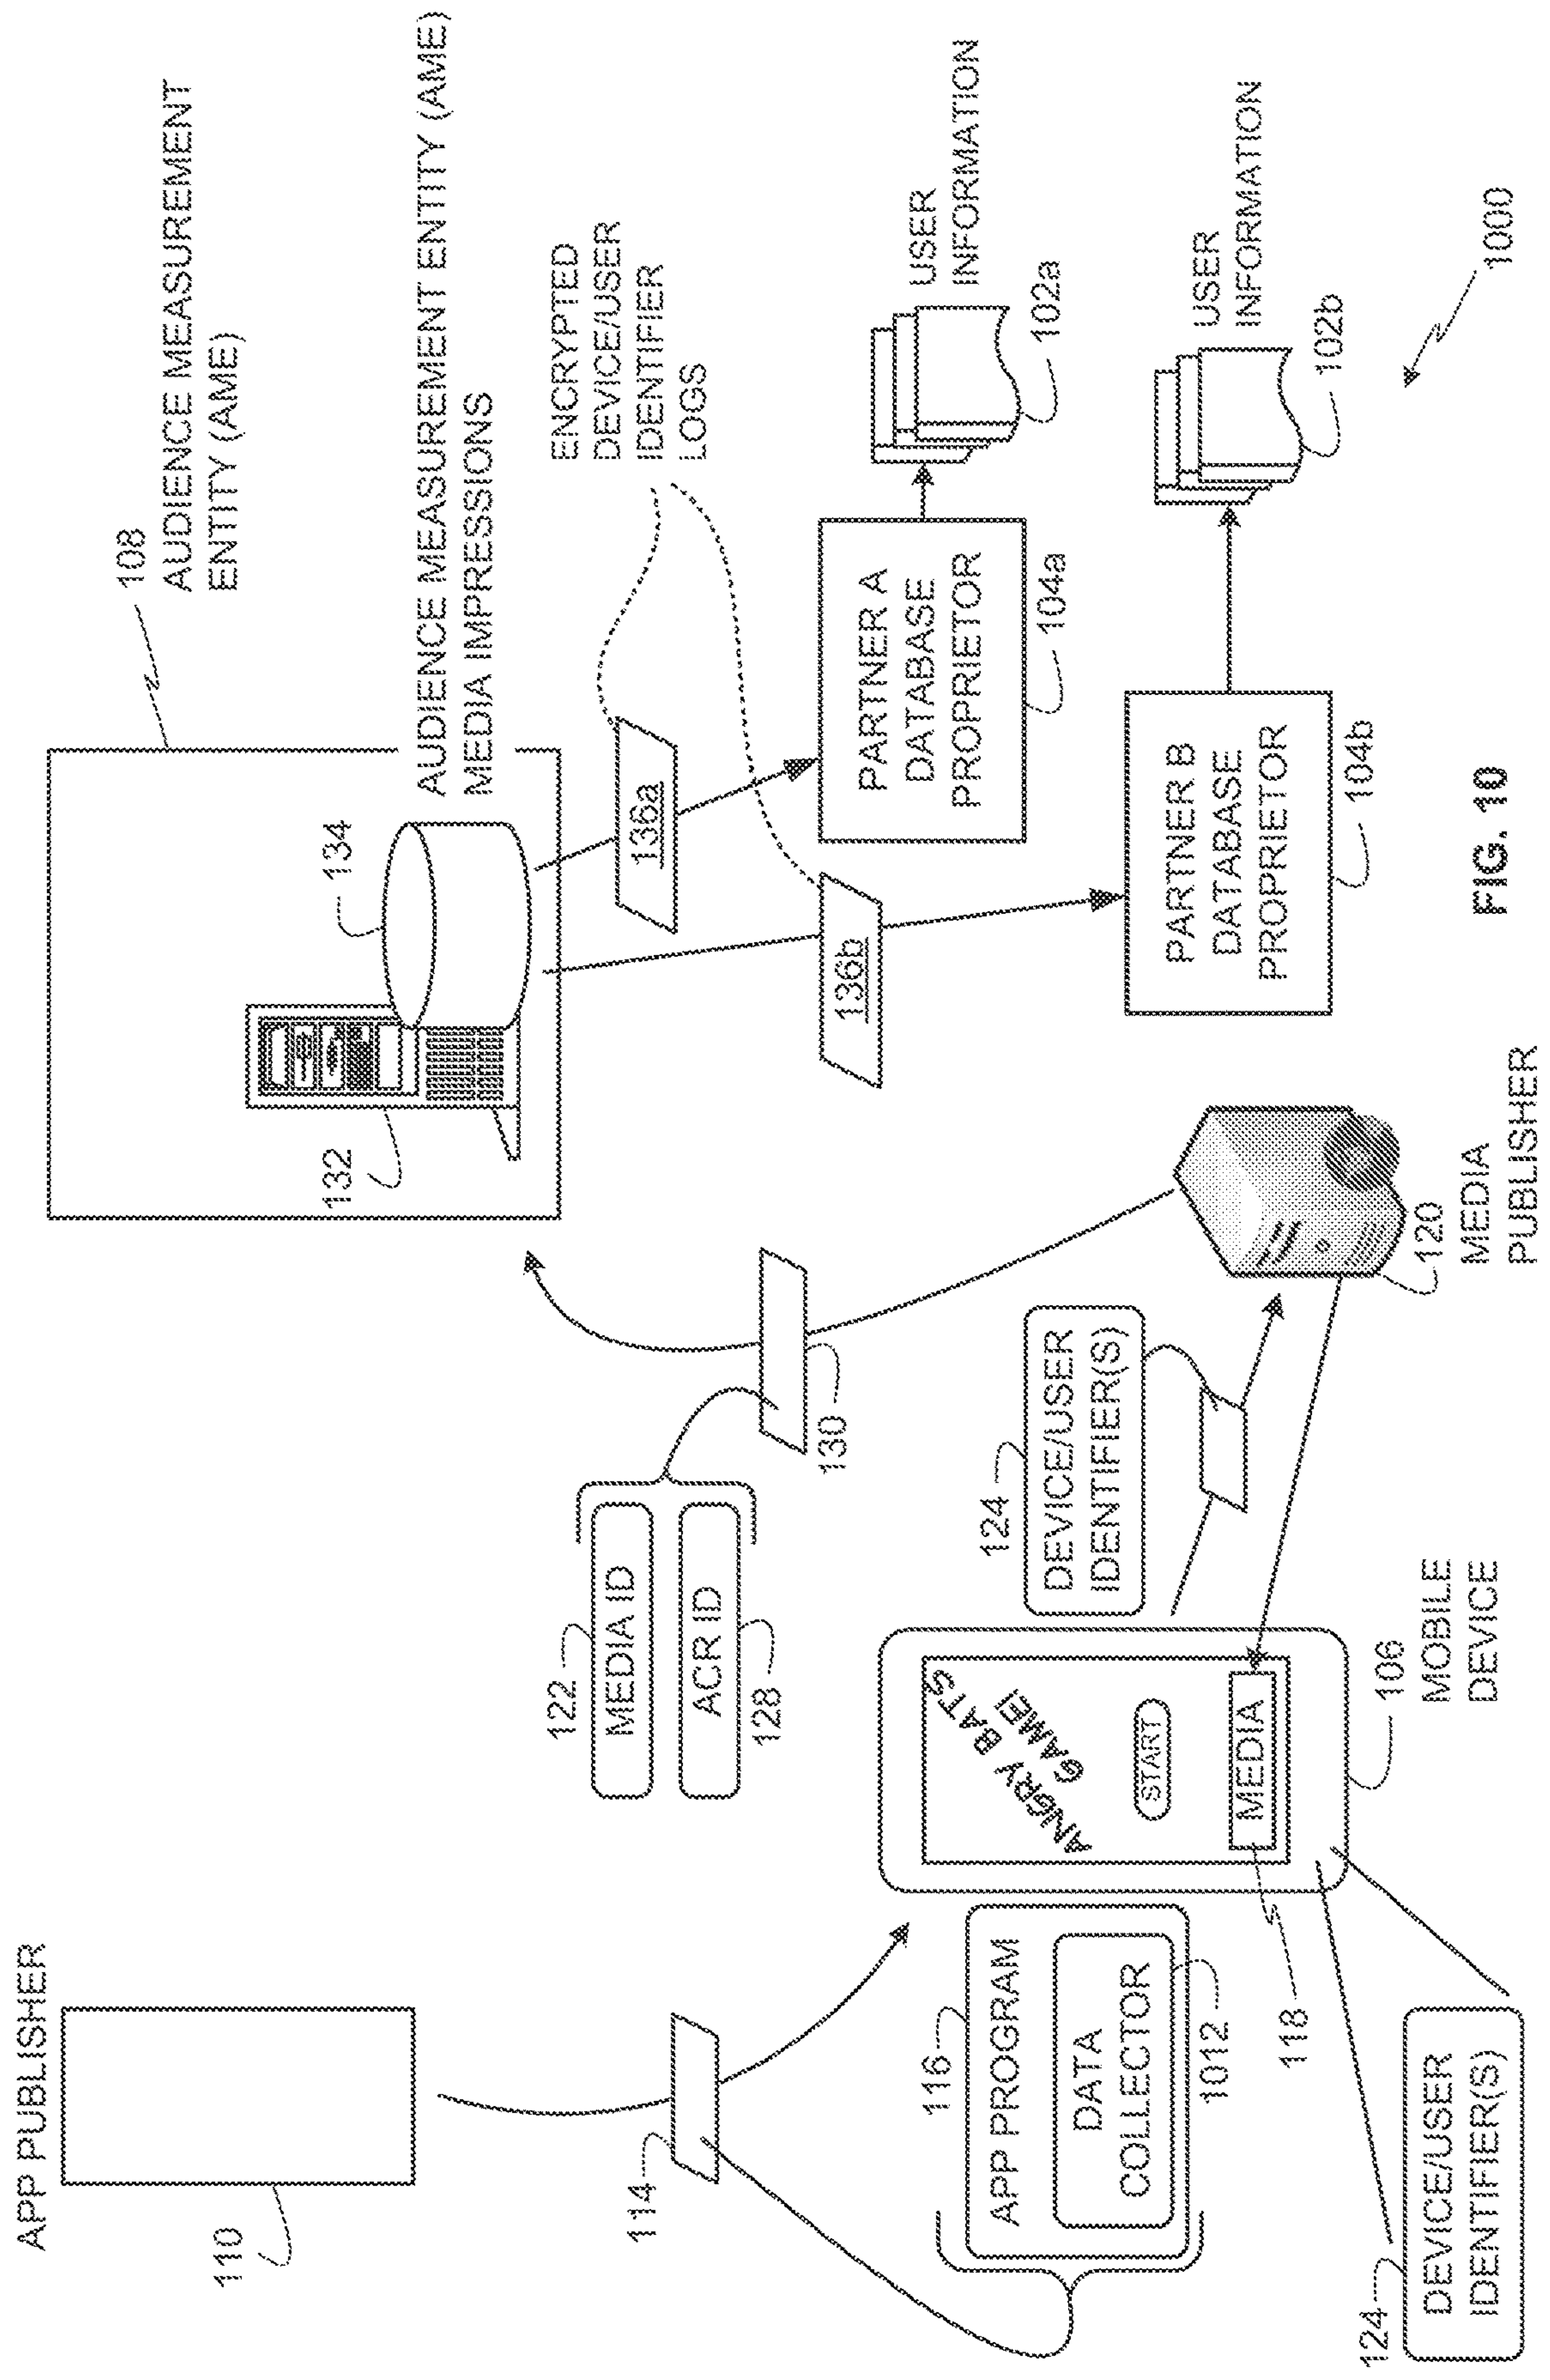 APP PUBLISHER
110
114
116
APP PROGRAM
DATA
COLLECTOR
1012
118
124
DEVICE/USER
IDENTIFIER(S)
ANGRY BATS
GAME!
START
MEDIA
106
MOBILE
DEVICE
122
MEDIA ID
ACR ID
128
130
124
DEVICE/USER
IDENTIFIER(S)
120
MEDIA
PUBLISHER
108
AUDIENCE MEASUREMENT
ENTITY (AME)
132
134
AUDIENCE MEASUREMENT ENTITY (AME)
MEDIA IMPRESSIONS
ENCRYPTED
DEVICE/USER
IDENTIFIER
LOGS
136a
136b
PARTNER A
DATABASE
PROPRIETOR
104a
USER
INFORMATION
102a
PARTNER B
DATABASE
PROPRIETOR
104b
USER
INFORMATION
102b
1000
FIG. 10